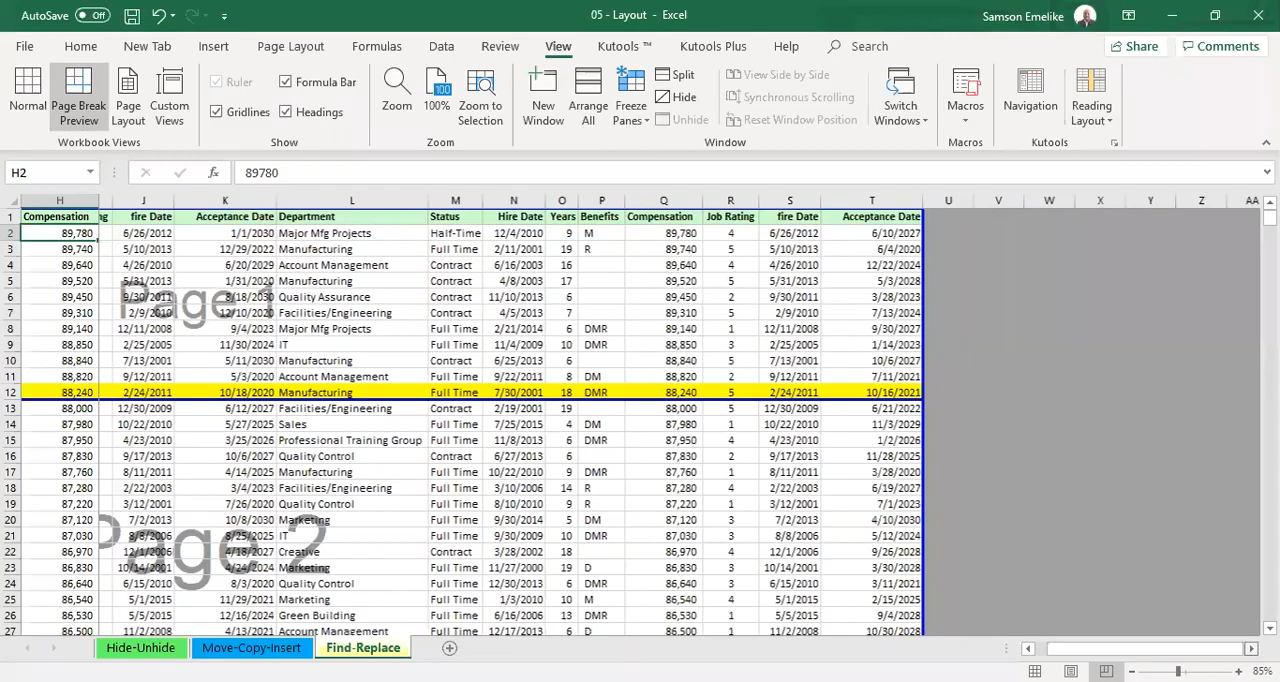 AutoSave Off 05 - Layout - Excel Samson Emelike
File Home New Tab Insert Page Layout Formulas Data Review View Kutools ™ Kutools Plus Help Search Share Comments
Normal Page Break Preview Page Layout Custom Views Ruler Formula Bar Gridlines Headings Zoom 100% Zoom to Selection New Window Arrange All Freeze Panes Split Hide Unhide View Side by Side Synchronous Scrolling Reset Window Position Switch Windows Macros Navigation Reading Layout
Workbook Views Show Zoom Window Macros Kutools
H2 fx 89780
H J K L M N O P Q R S T U V W X Y Z AA
1 Compensation ng fire Date Acceptance Date Department Status Hire Date Years Benefits Compensation Job Rating fire Date Acceptance Date
2 89,780 6/26/2012 1/1/2030 Major Mfg Projects Half-Time 12/4/2010 9 M 89,780 4 6/26/2012 6/10/2027
3 89,740 5/10/2013 12/29/2022 Manufacturing Full Time 2/11/2001 19 R 89,740 5 5/10/2013 6/4/2020
4 89,640 4/26/2010 6/20/2029 Account Management Contract 6/16/2003 16 89,640 4 4/26/2010 12/22/2024
5 89,520 5/31/2013 1/31/2020 Manufacturing Contract 4/8/2003 17 89,520 5 5/31/2013 5/3/2028
6 89,450 9/30/2011 8/18/2030 Quality Assurance Contract 11/10/2013 6 89,450 2 9/30/2011 3/28/2023
Page 1
7 89,310 2/9/2010 12/10/2020 Facilities/Engineering Contract 4/5/2013 7 89,310 5 2/9/2010 7/13/2024
8 89,140 12/11/2008 9/4/2023 Major Mfg Projects Full Time 2/21/2014 6 DMR 89,140 1 12/11/2008 9/30/2027
9 88,850 2/25/2005 11/30/2024 IT Full Time 11/4/2009 10 DMR 88,850 3 2/25/2005 1/14/2023
10 88,840 7/13/2001 5/11/2030 Manufacturing Contract 6/25/2013 6 88,840 5 7/13/2001 10/6/2027
11 88,820 9/12/2011 5/3/2020 Account Management Full Time 9/22/2011 8 DM 88,820 2 9/12/2011 7/11/2021
12 88,240 2/24/2011 10/18/2020 Manufacturing Full Time 7/30/2001 18 DMR 88,240 5 2/24/2011 10/16/2021
13 88,000 12/30/2009 6/12/2027 Facilities/Engineering Contract 2/19/2001 19 88,000 5 12/30/2009 6/21/2022
14 87,980 10/22/2010 5/27/2025 Sales Full Time 7/25/2015 4 DM 87,980 1 10/22/2010 11/3/2029
15 87,950 4/23/2010 3/25/2026 Professional Training Group Full Time 11/8/2013 6 DMR 87,950 4 4/23/2010 1/2/2026
16 87,830 9/17/2013 10/6/2027 Quality Control Contract 6/27/2013 6 87,830 2 9/17/2013 11/28/2025
17 87,760 8/11/2011 4/14/2025 Manufacturing Full Time 10/22/2010 9 DMR 87,760 1 8/11/2011 3/28/2020
18 87,280 2/22/2003 3/4/2023 Facilities/Engineering Full Time 3/10/2006 14 R 87,280 4 2/22/2003 6/19/2027
19 87,220 3/12/2001 7/26/2020 Quality Control Full Time 8/10/2010 9 R 87,220 1 3/12/2001 7/1/2023
20 87,120 7/2/2013 10/8/2030 Marketing Full Time 9/30/2014 5 DM 87,120 3 7/2/2013 4/10/2030
21 87,030 8/8/2006 8/25/2025 IT Full Time 9/30/2009 10 DMR 87,030 3 8/8/2006 5/12/2024
Page 2
22 86,970 12/1/2006 4/18/2027 Creative Contract 3/28/2002 18 86,970 4 12/1/2006 9/26/2028
23 86,830 10/14/2001 4/24/2024 Marketing Full Time 11/27/2000 19 D 86,830 3 10/14/2001 3/30/2028
24 86,640 6/15/2010 8/3/2020 Quality Control Full Time 12/30/2013 6 DMR 86,640 3 6/15/2010 3/11/2021
25 86,540 5/1/2015 11/29/2021 Marketing Full Time 1/3/2010 10 M 86,540 4 5/1/2015 2/15/2025
26 86,530 5/5/2015 12/16/2024 Green Building Full Time 6/16/2006 13 DMR 86,530 1 5/5/2015 9/4/2028
27 86,500 11/2/2008 4/13/2021 Account Management Full Time 12/17/2013 6 D 86,500 1 11/2/2008 10/30/2028
Hide-Unhide Move-Copy-Insert Find-Replace
85%